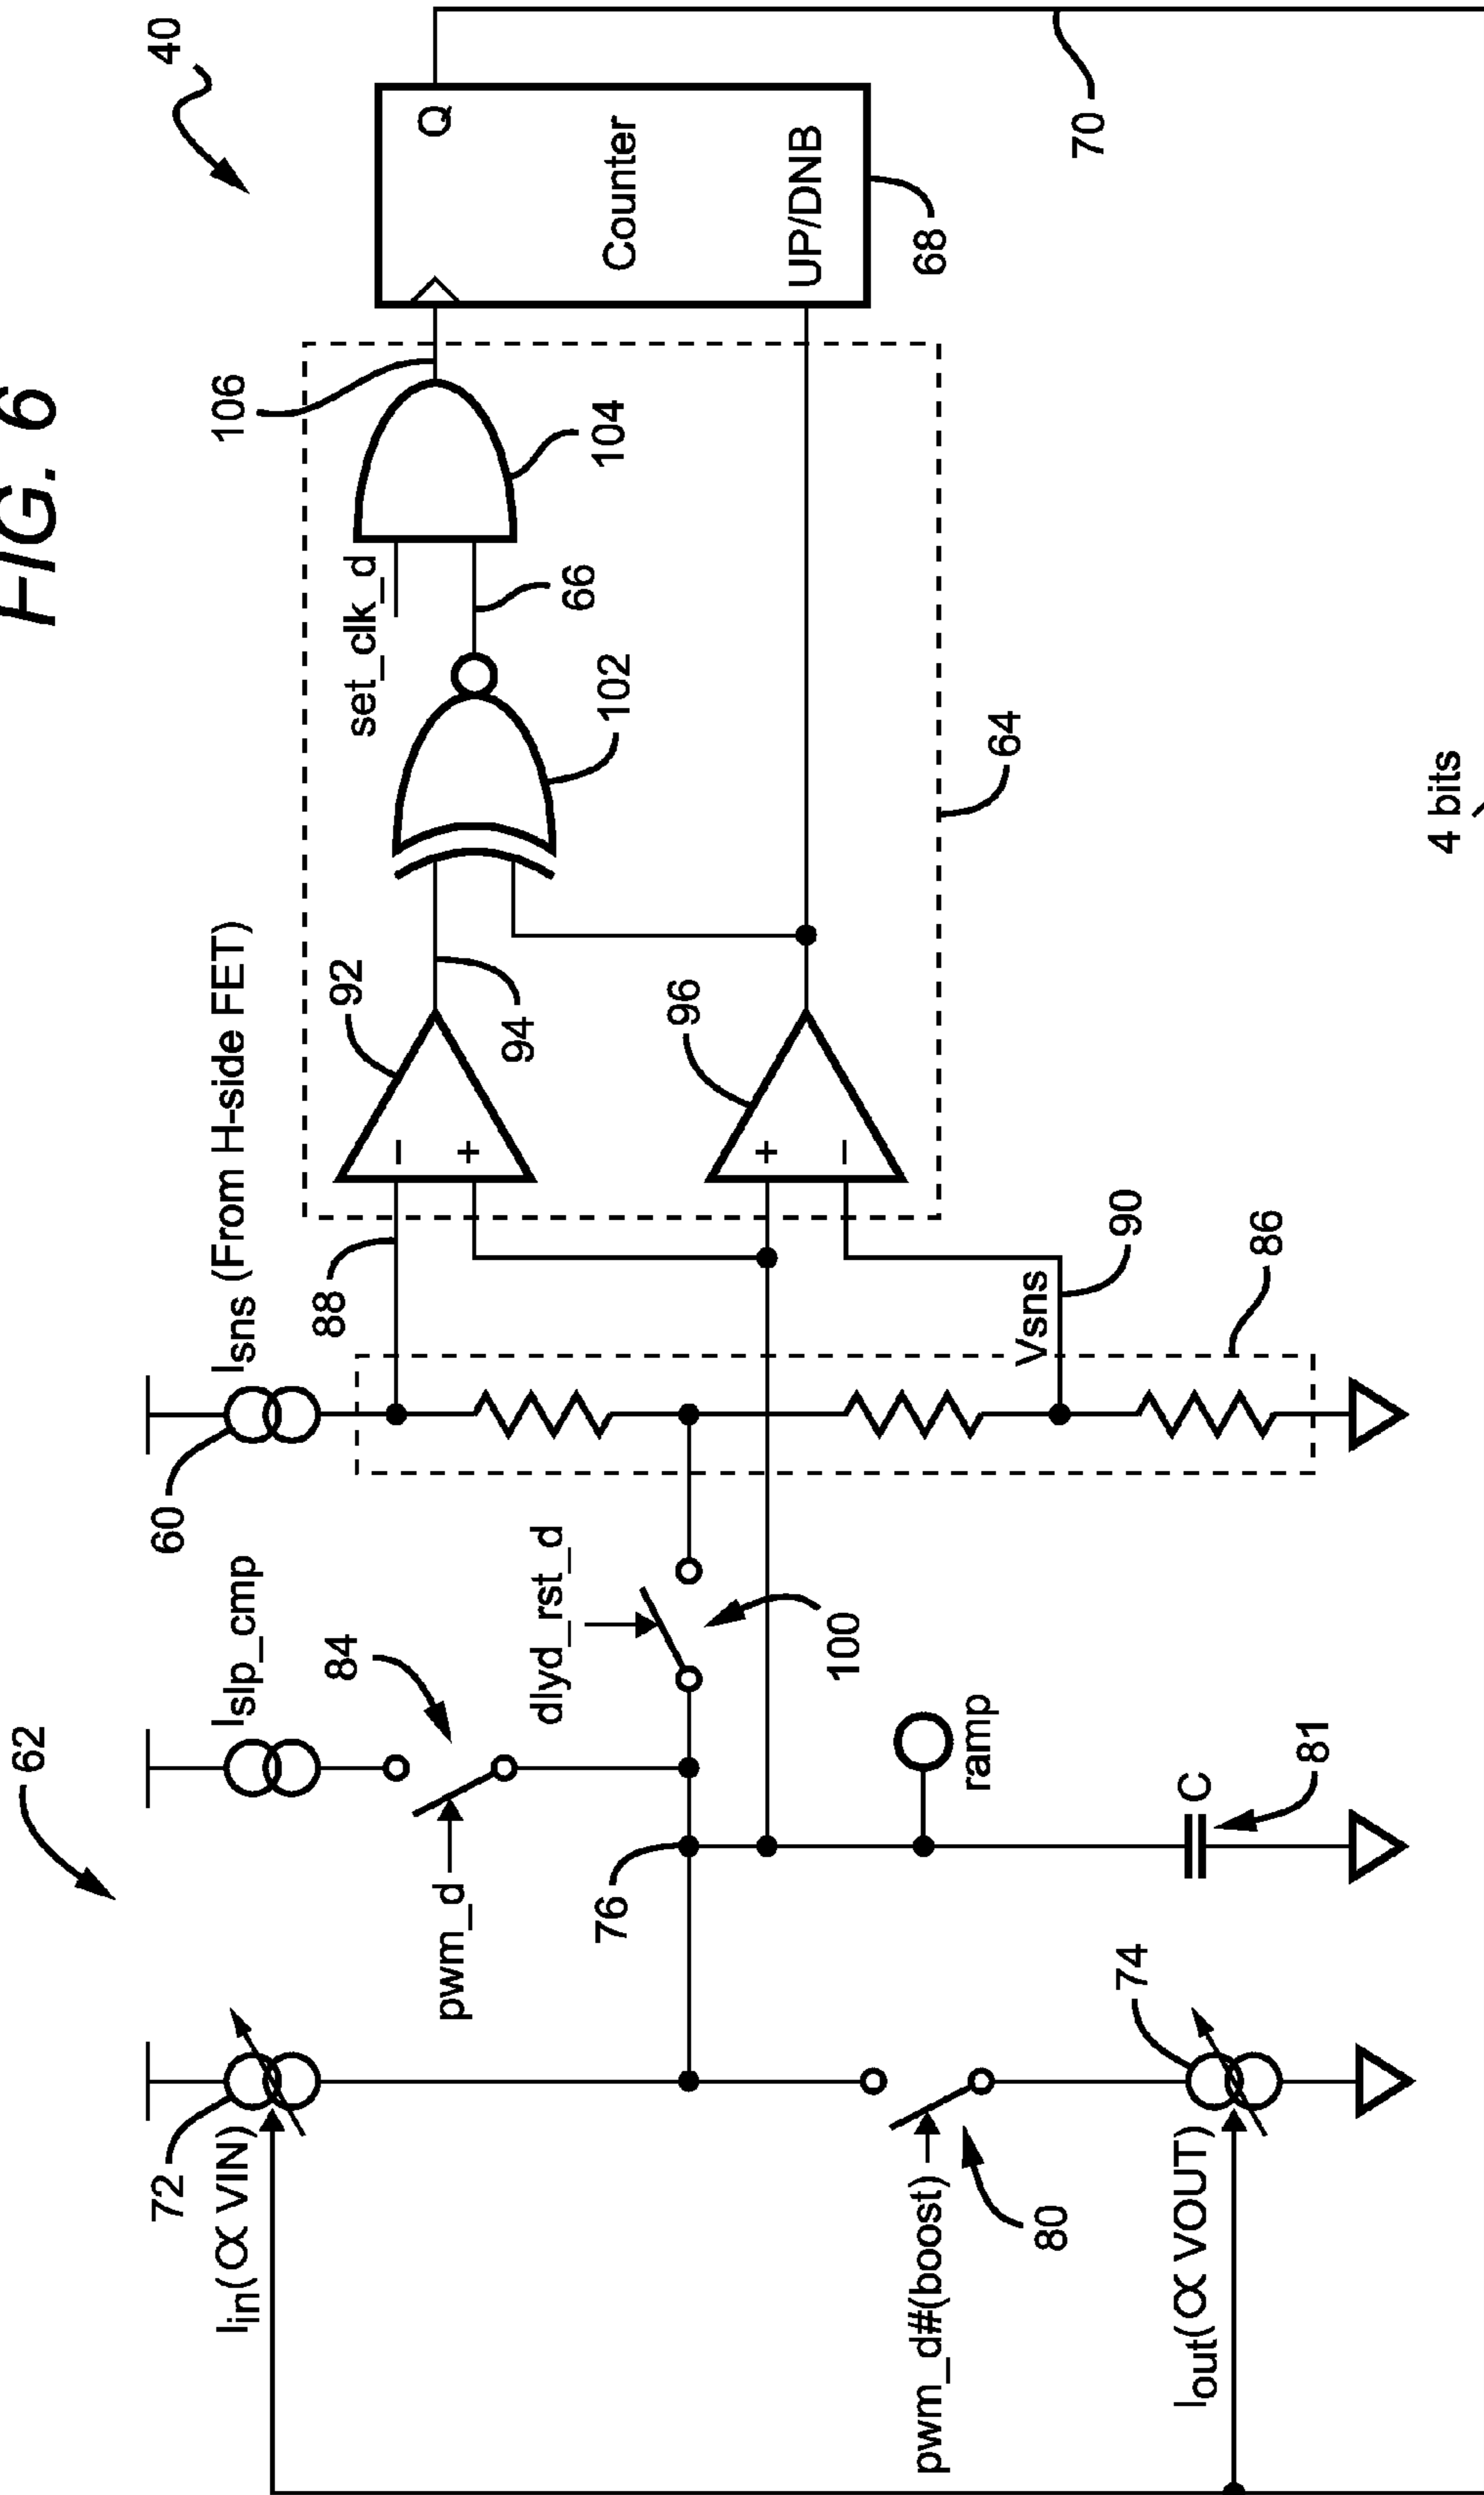 FIG. 6
40
62
72
Iin(∝ VIN)
pwm_d
84
Islp_cmp
60
Isns (From H-side FET)
88
92
94
set_clk_d
106
102
66
104
Q
Counter
UP/DNB
68
70
dlyd_rst_d
100
76
ramp
96
−
+
+
−
Vsns
90
86
64
pwm_d#(boost)
80
Iout(∝ VOUT)
74
C
81
4 bits